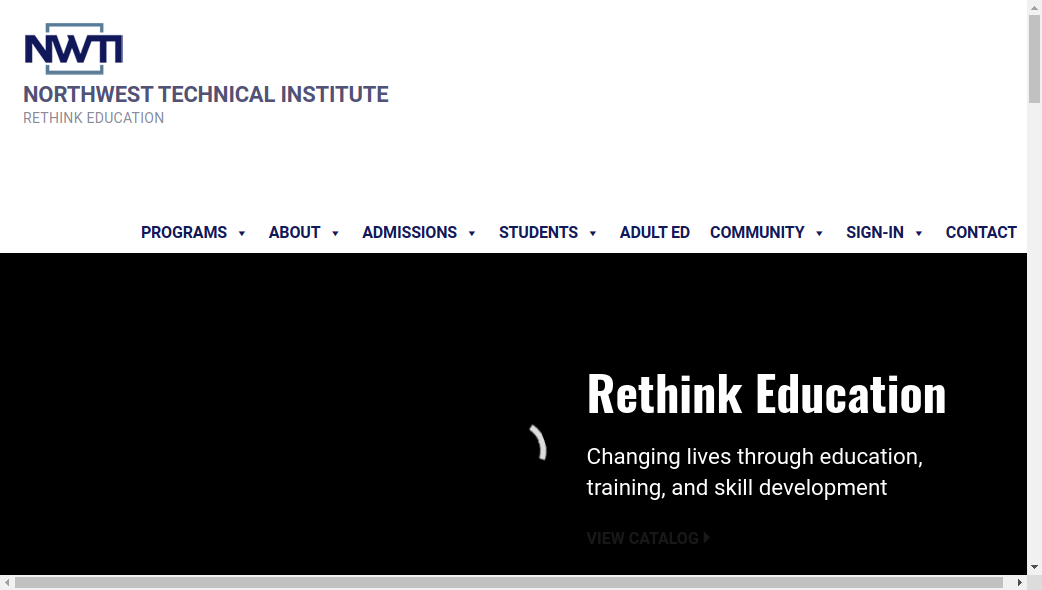 NWTI
NORTHWEST TECHNICAL INSTITUTE
RETHINK EDUCATION
PROGRAMS ABOUT ADMISSIONS STUDENTS ADULT ED COMMUNITY SIGN-IN CONTACT
Rethink Education
Changing lives through education,
training, and skill development
VIEW CATALOG